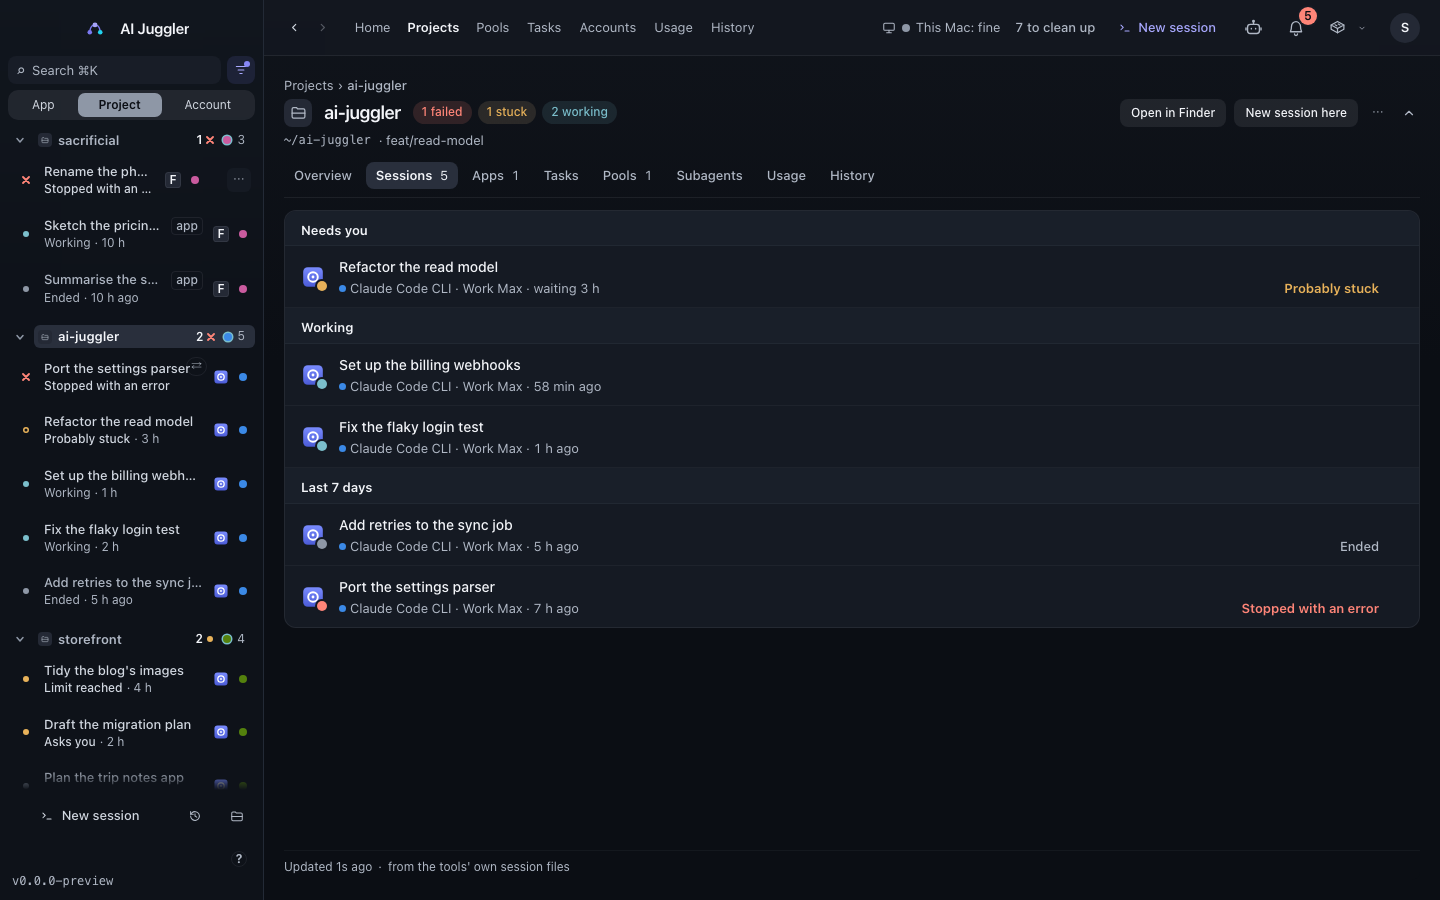 AI Juggler
Search ⌘K
App Project Account
sacrificial 1 3
Rename the ph...
Stopped with an ...
F
Sketch the pricin... app
Working · 10 h
F
Summarise the s... app
Ended · 10 h ago
F
ai-juggler 2 5
Port the settings parser
Stopped with an error
Refactor the read model
Probably stuck · 3 h
Set up the billing webh...
Working · 1 h
Fix the flaky login test
Working · 2 h
Add retries to the sync j...
Ended · 5 h ago
storefront 2 4
Tidy the blog's images
Limit reached · 4 h
Draft the migration plan
Asks you · 2 h
Plan the trip notes app
New session
?
v0.0.0-preview
Home Projects Pools Tasks Accounts Usage History
This Mac: fine 7 to clean up New session 5 S
Projects › ai-juggler
ai-juggler 1 failed 1 stuck 2 working
Open in Finder New session here
~/ai-juggler · feat/read-model
Overview Sessions 5 Apps 1 Tasks Pools 1 Subagents Usage History
Needs you
Refactor the read model
Claude Code CLI · Work Max · waiting 3 h Probably stuck
Working
Set up the billing webhooks
Claude Code CLI · Work Max · 58 min ago
Fix the flaky login test
Claude Code CLI · Work Max · 1 h ago
Last 7 days
Add retries to the sync job
Claude Code CLI · Work Max · 5 h ago Ended
Port the settings parser
Claude Code CLI · Work Max · 7 h ago Stopped with an error
Updated 1s ago · from the tools' own session files